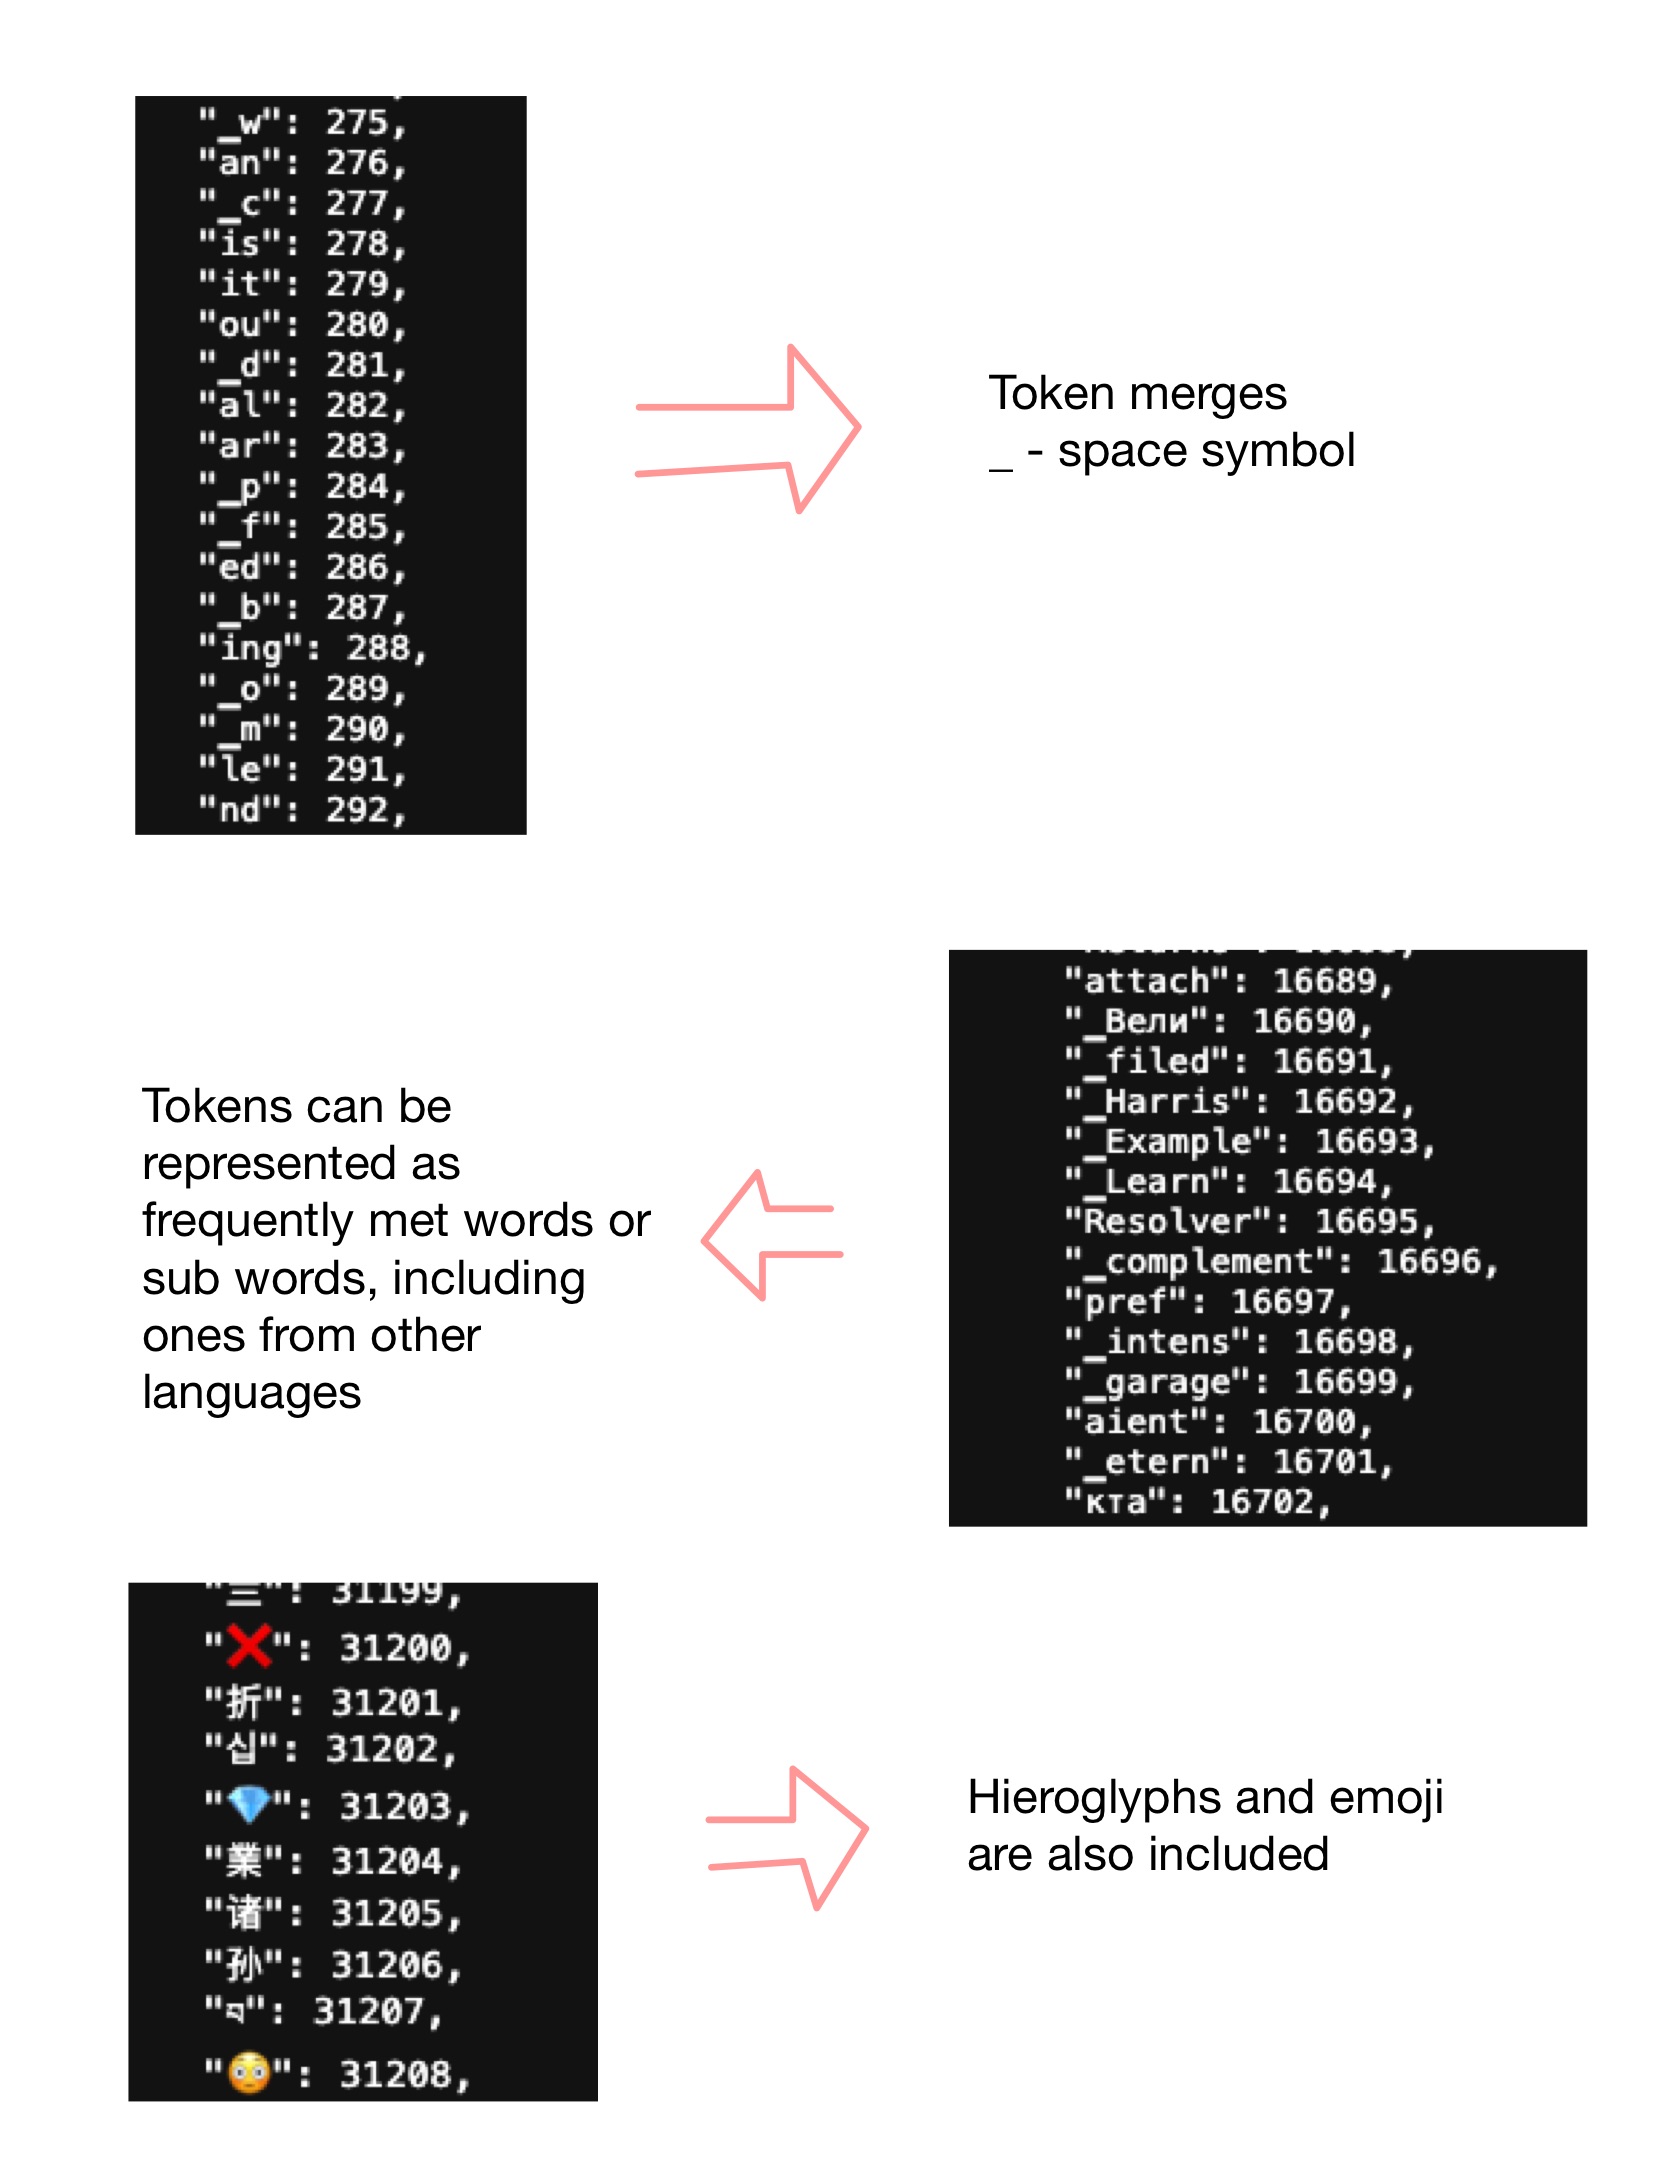 "_w": 275,
"an": 276,
"_c": 277,
"is": 278,
"it": 279,
"ou": 280,
"_d": 281,
"al": 282,
"ar": 283,
"_p": 284,
"_f": 285,
"ed": 286,
"_b": 287,
"ing": 288,
"_o": 289,
"_m": 290,
"le": 291,
"nd": 292,
Token merges
_ - space symbol
Tokens can be
represented as
frequently met words or
sub words, including
ones from other
languages
"attach": 16689,
"_Вели": 16690,
"_filed": 16691,
"_Harris": 16692,
"_Example": 16693,
"_Learn": 16694,
"Resolver": 16695,
"_complement": 16696,
"pref": 16697,
"_intens": 16698,
"_garage": 16699,
"aient": 16700,
"_etern": 16701,
"кта": 16702,
31199,
"❌": 31200,
"折": 31201,
"십": 31202,
"💎": 31203,
"業": 31204,
"诸": 31205,
"孙": 31206,
31207,
"😳": 31208,
Hieroglyphs and emoji
are also included